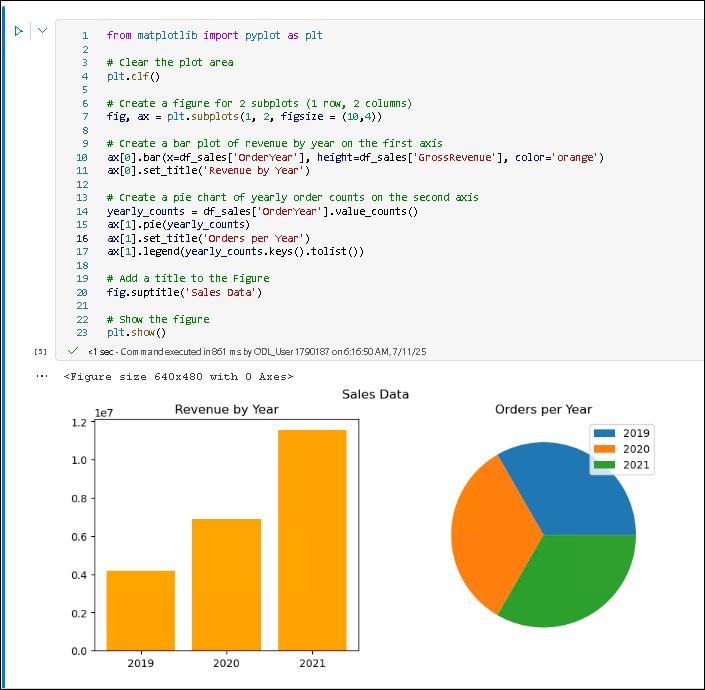 1 from matplotlib import pyplot as plt
2
3 # Clear the plot area
4 plt.clf()
5
6 # Create a figure for 2 subplots (1 row, 2 columns)
7 fig, ax = plt.subplots(1, 2, figsize = (10,4))
8
9 # Create a bar plot of revenue by year on the first axis
10 ax[0].bar(x=df_sales['OrderYear'], height=df_sales['GrossRevenue'], color='orange')
11 ax[0].set_title('Revenue by Year')
12
13 # Create a pie chart of yearly order counts on the second axis
14 yearly_counts = df_sales['OrderYear'].value_counts()
15 ax[1].pie(yearly_counts)
16 ax[1].set_title('Orders per Year')
17 ax[1].legend(yearly_counts.keys().tolist())
18
19 # Add a title to the Figure
20 fig.suptitle('Sales Data')
21
22 # Show the figure
23 plt.show()
[5] <1 sec - Command executed in 861 ms by ODL_User 1790187 on 6:16:50 AM, 7/11/25
... <Figure size 640x480 with 0 Axes>
Sales Data
Revenue by Year
1e7
1.2
1.0
0.8
0.6
0.4
0.2
0.0
2019 2020 2021
Orders per Year
2019
2020
2021